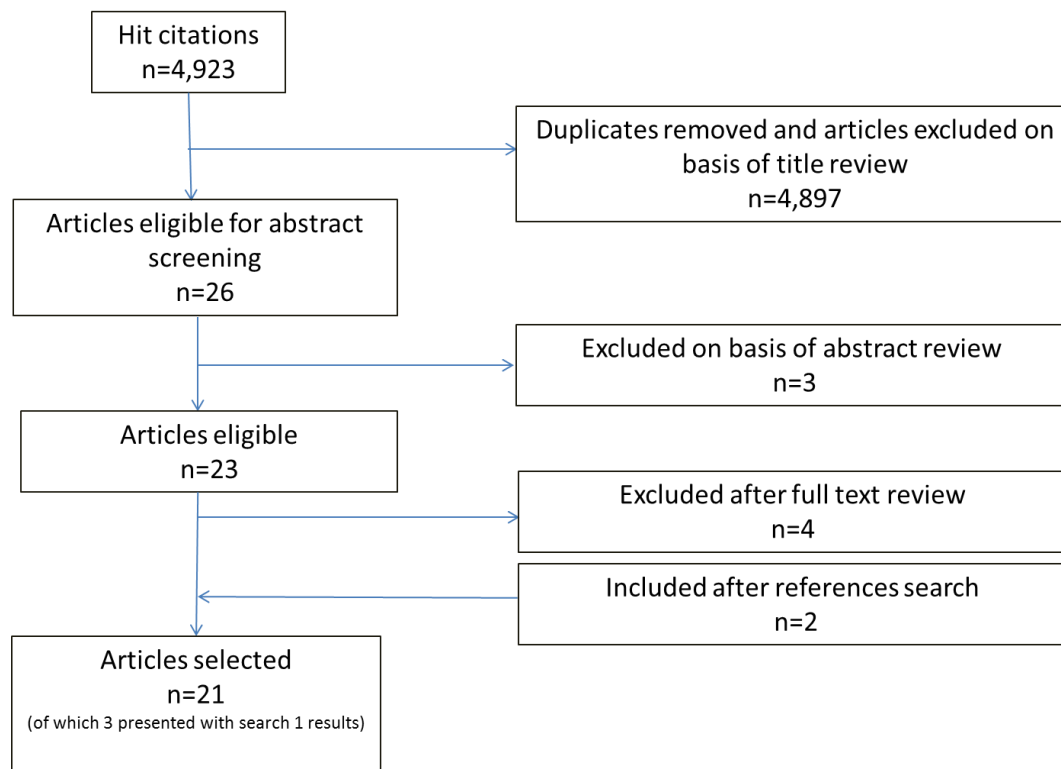 Hit citations
n=4,923
Duplicates removed and articles excluded on
basis of title review
n=4,897
Articles eligible for abstract
screening
n=26
Excluded on basis of abstract review
n=3
Articles eligible
n=23
Excluded after full text review
n=4
Included after references search
n=2
Articles selected
n=21
(of which 3 presented with search 1 results)